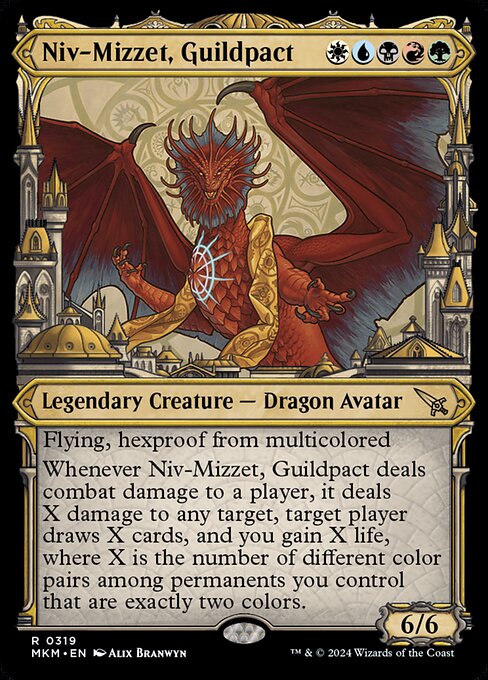 Niv-Mizzet, Guildpact
Legendary Creature — Dragon Avatar
Flying, hexproof from multicolored
Whenever Niv-Mizzet, Guildpact deals
combat damage to a player, it deals
X damage to any target, target player
draws X cards, and you gain X life,
where X is the number of different color
pairs among permanents you control
that are exactly two colors.
6/6
R 0319
MKM • EN ALIX BRANWYN
™ & © 2024 Wizards of the Coast